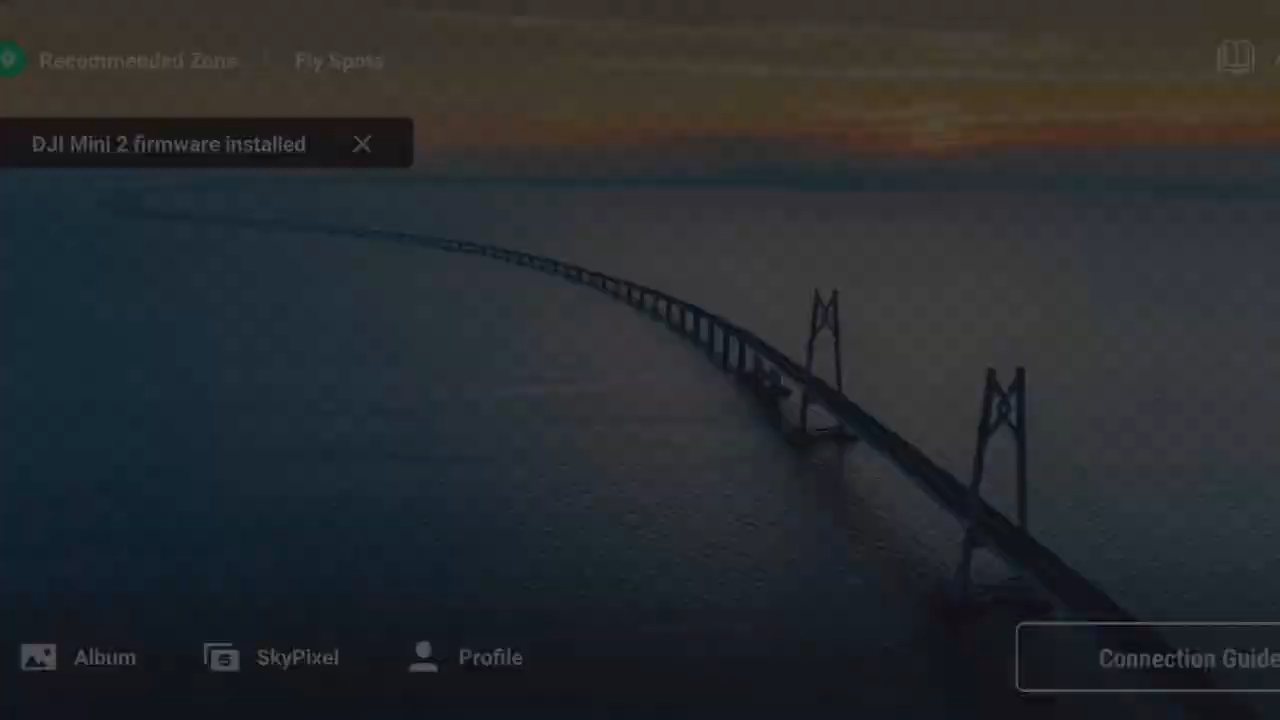 Recommended Zone
Fly Spots
DJI Mini 2 firmware installed
Album
SkyPixel
Profile
Connection Guide